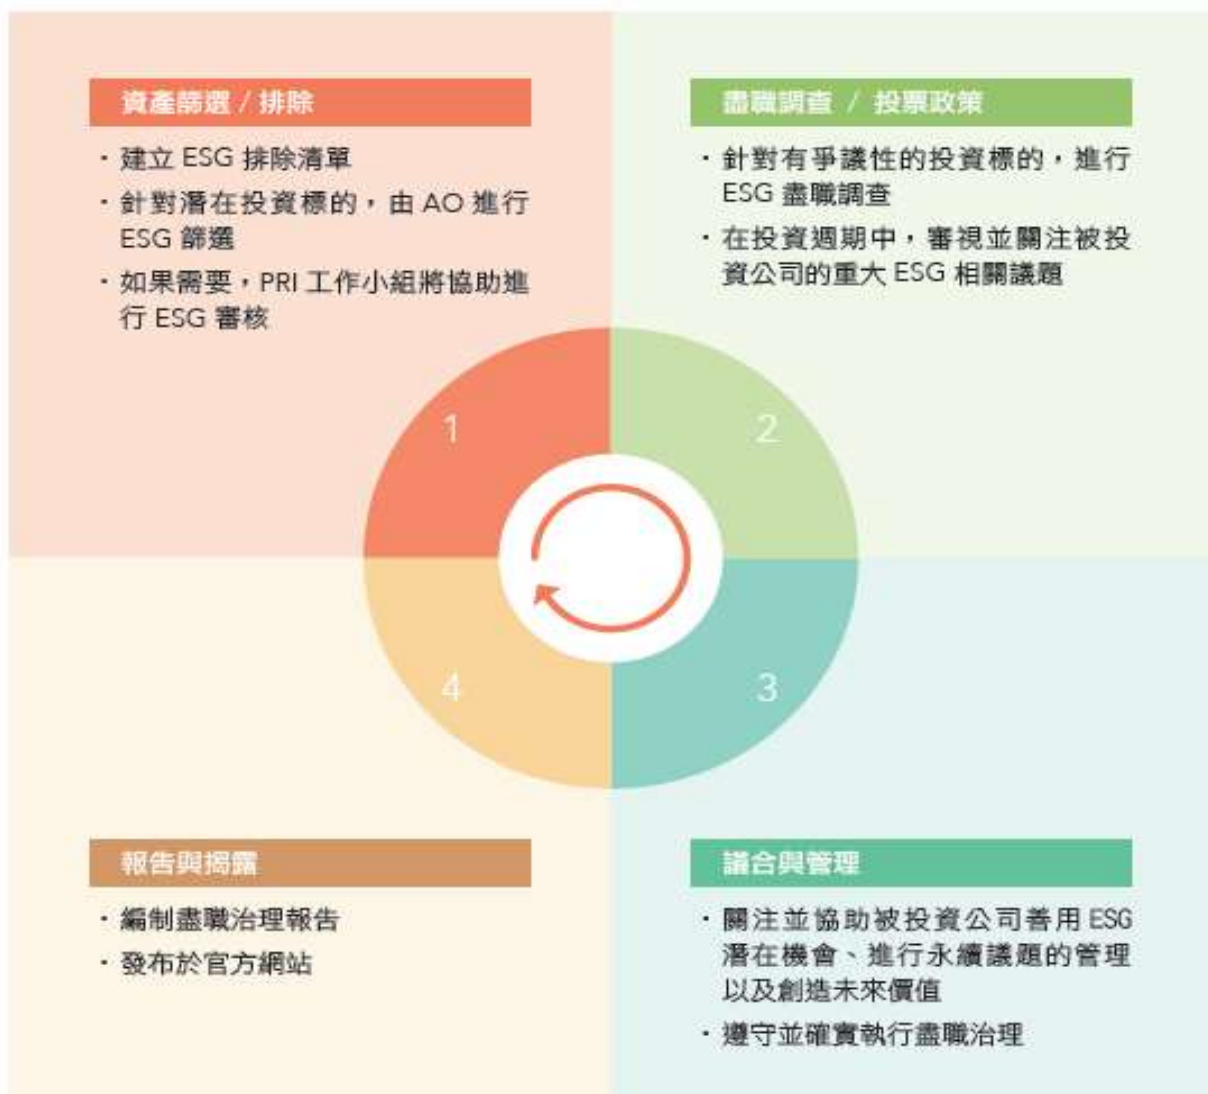 資產篩選 / 排除
・建立 ESG 排除清單
・針對潛在投資標的，由 AO 進行
ESG 篩選
・如果需要，PRI 工作小組將協助進
行 ESG 審核
盡職調查 / 投票政策
・針對有爭議性的投資標的，進行
ESG 盡職調查
・在投資週期中，審視並關注被投
資公司的重大 ESG 相關議題
1
2
4
3
報告與揭露
・編制盡職治理報告
・發布於官方網站
議合與管理
・關注並協助被投資公司善用 ESG
潛在機會、進行永續議題的管理
以及創造未來價值
・遵守並確實執行盡職治理